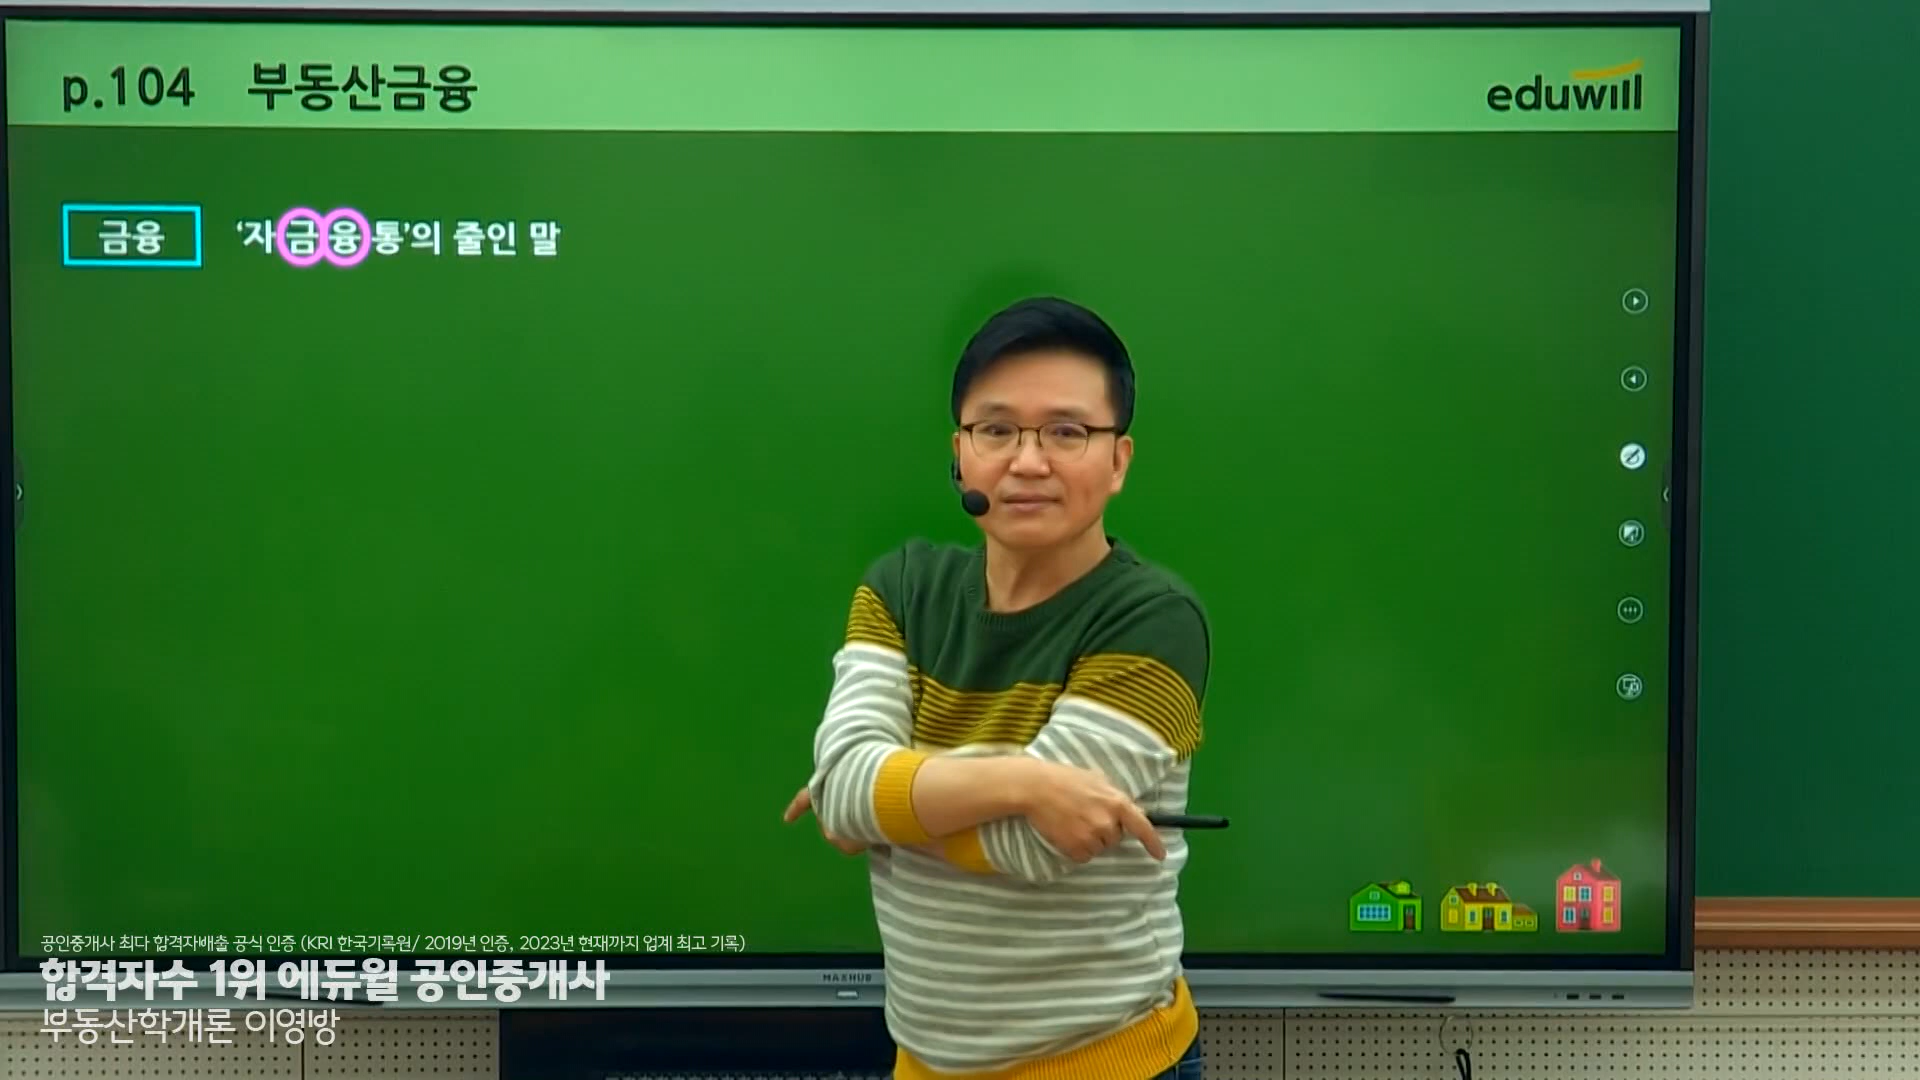 p.104 부동산금융
eduwill
금융 ‘자금융통’의 줄인 말
공인중개사 최다 합격자배출 공식 인증 (KRI 한국기록원/ 2019년 인증, 2023년 현재까지 업계 최고 기록)
합격자수 1위 에듀윌 공인중개사
부동산학개론 이영방
MAXHUB